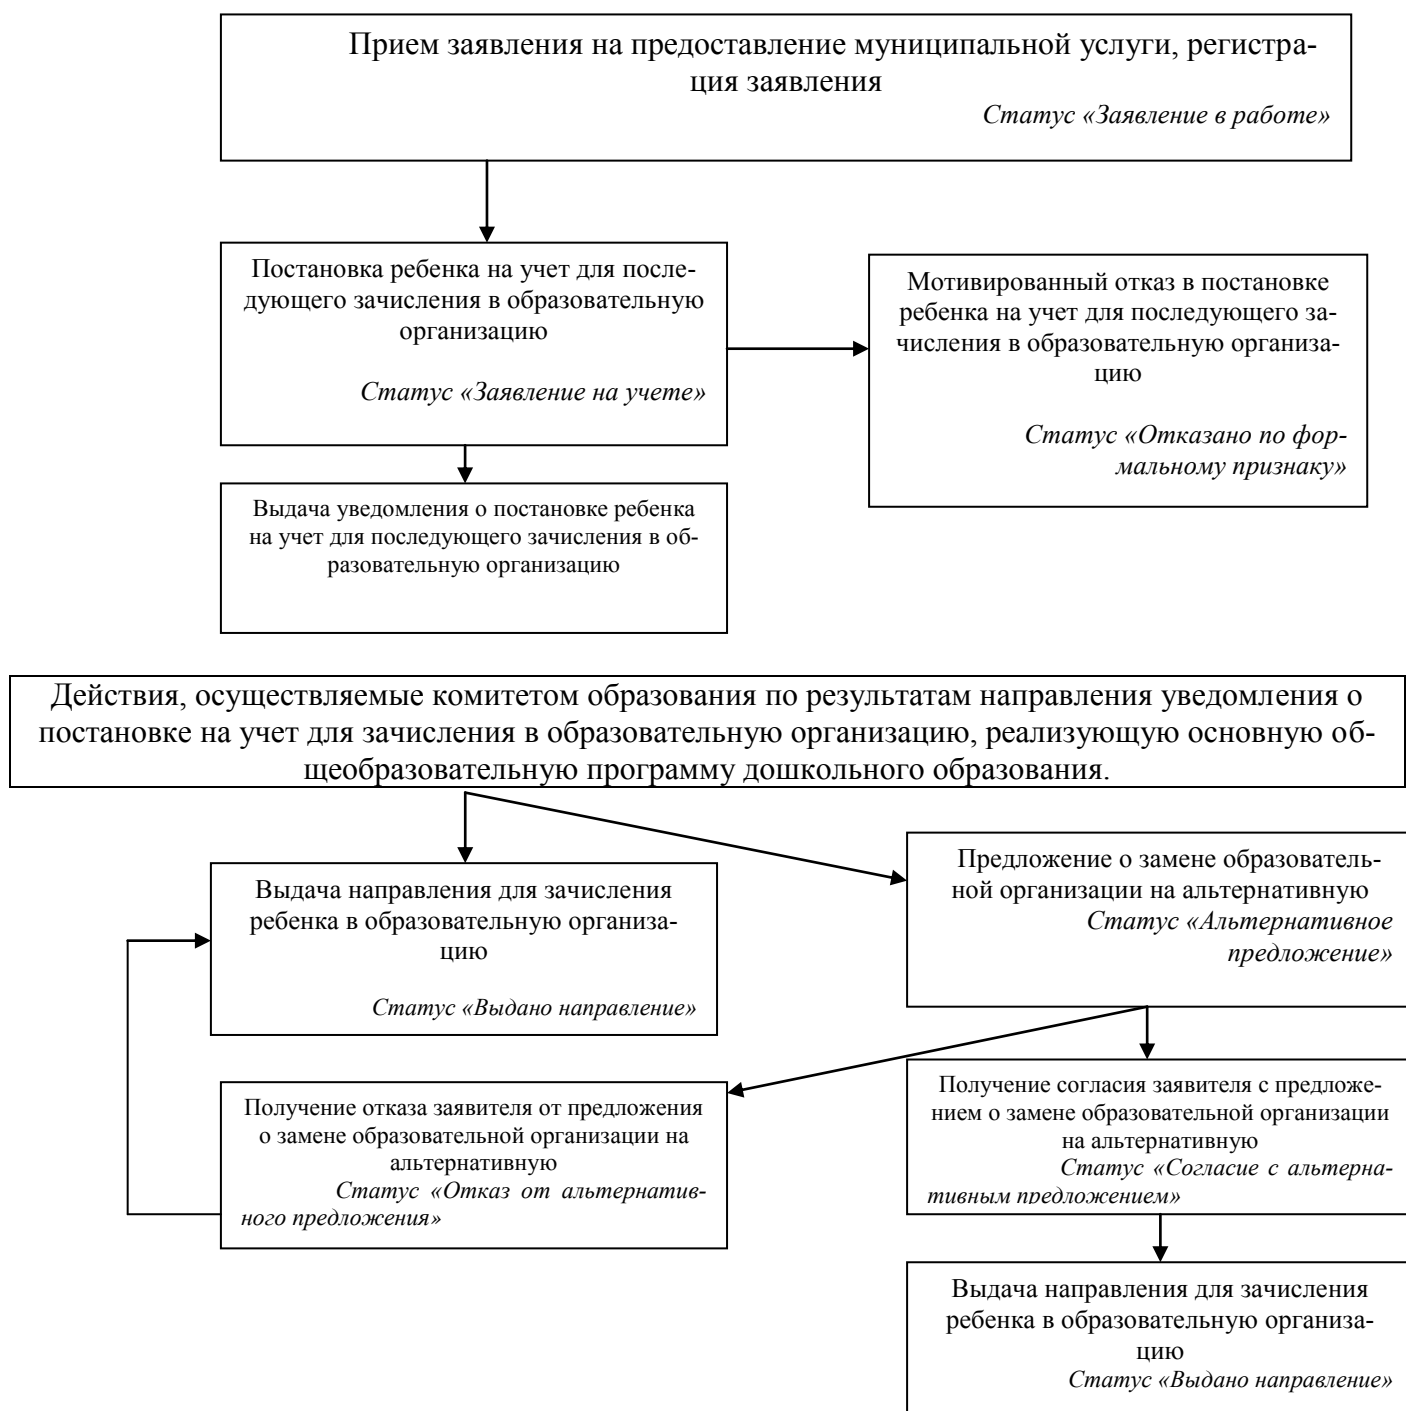 Прием заявления на предоставление муниципальной услуги, регистра-
ция заявления
Статус «Заявление в работе»
Постановка ребенка на учет для после-
дующего зачисления в образовательную
организацию
Статус «Заявление на учете»
Мотивированный отказ в постановке
ребенка на учет для последующего за-
числения в образовательную организа-
цию
Статус «Отказано по фор-
мальному признаку»
Выдача уведомления о постановке ребенка
на учет для последующего зачисления в об-
разовательную организацию
Действия, осуществляемые комитетом образования по результатам направления уведомления о
постановке на учет для зачисления в образовательную организацию, реализующую основную об-
щеобразовательную программу дошкольного образования.
Выдача направления для зачисления
ребенка в образовательную организа-
цию
Статус «Выдано направление»
Предложение о замене образователь-
ной организации на альтернативную
Статус «Альтернативное
предложение»
Получение отказа заявителя от предложения
о замене образовательной организации на
альтернативную
Статус «Отказ от альтернатив-
ного предложения»
Получение согласия заявителя с предложе-
нием о замене образовательной организации
на альтернативную
Статус «Согласие с альтерна-
тивным предложением»
Выдача направления для зачисления
ребенка в образовательную организа-
цию
Статус «Выдано направление»